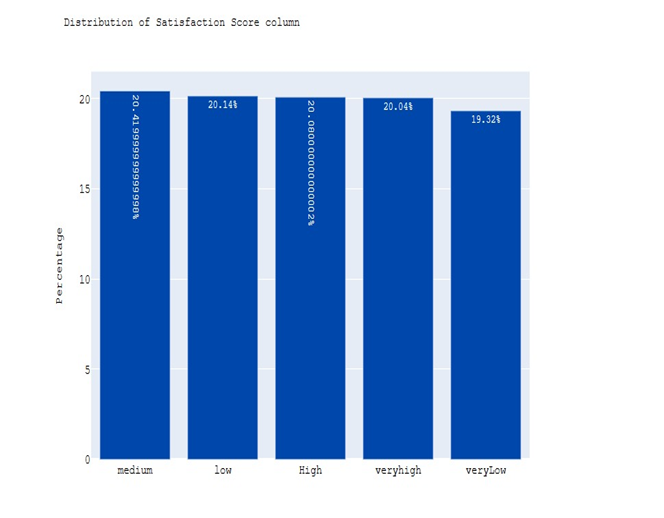 Distribution of Satisfaction Score column
Percentage
20
15
10
5
0
20.419999999999998%
20.14%
20.080000000000002%
20.04%
19.32%
medium
low
High
veryhigh
veryLow